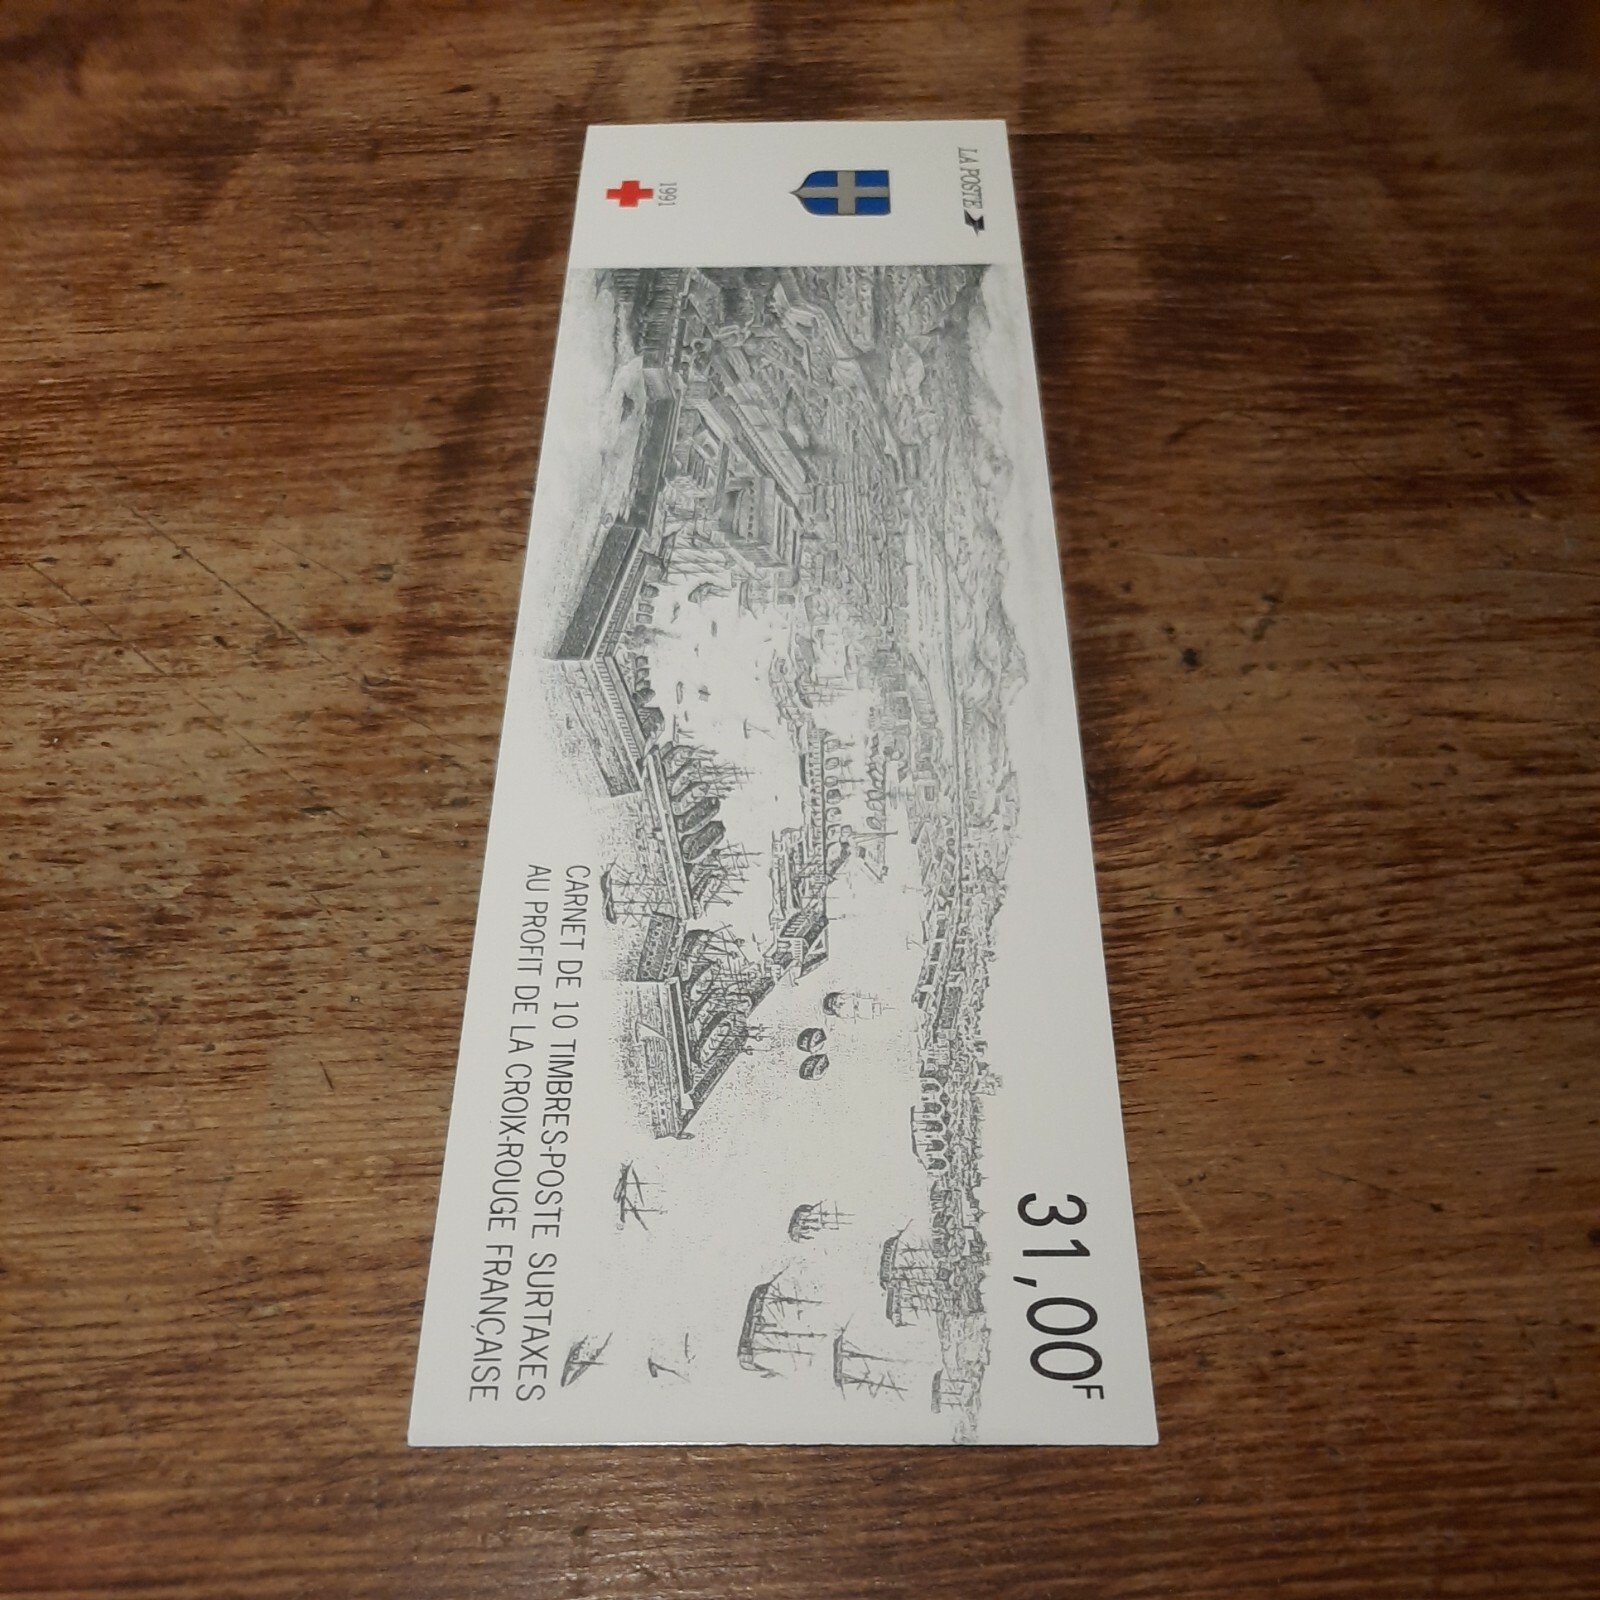 LA POSTE
1991
31,00F
CARNET DE 10 TIMBRES-POSTE SURTAXES
AU PROFIT DE LA CROIX-ROUGE FRANÇAISE